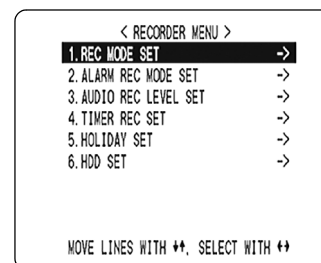 < RECORDER MENU >
1.REC MODE SET ->
2.ALARM REC MODE SET ->
3.AUDIO REC LEVEL SET ->
4.TIMER REC SET ->
5.HOLIDAY SET ->
6.HDD SET ->
MOVE LINES WITH ↓↑, SELECT WITH ←→